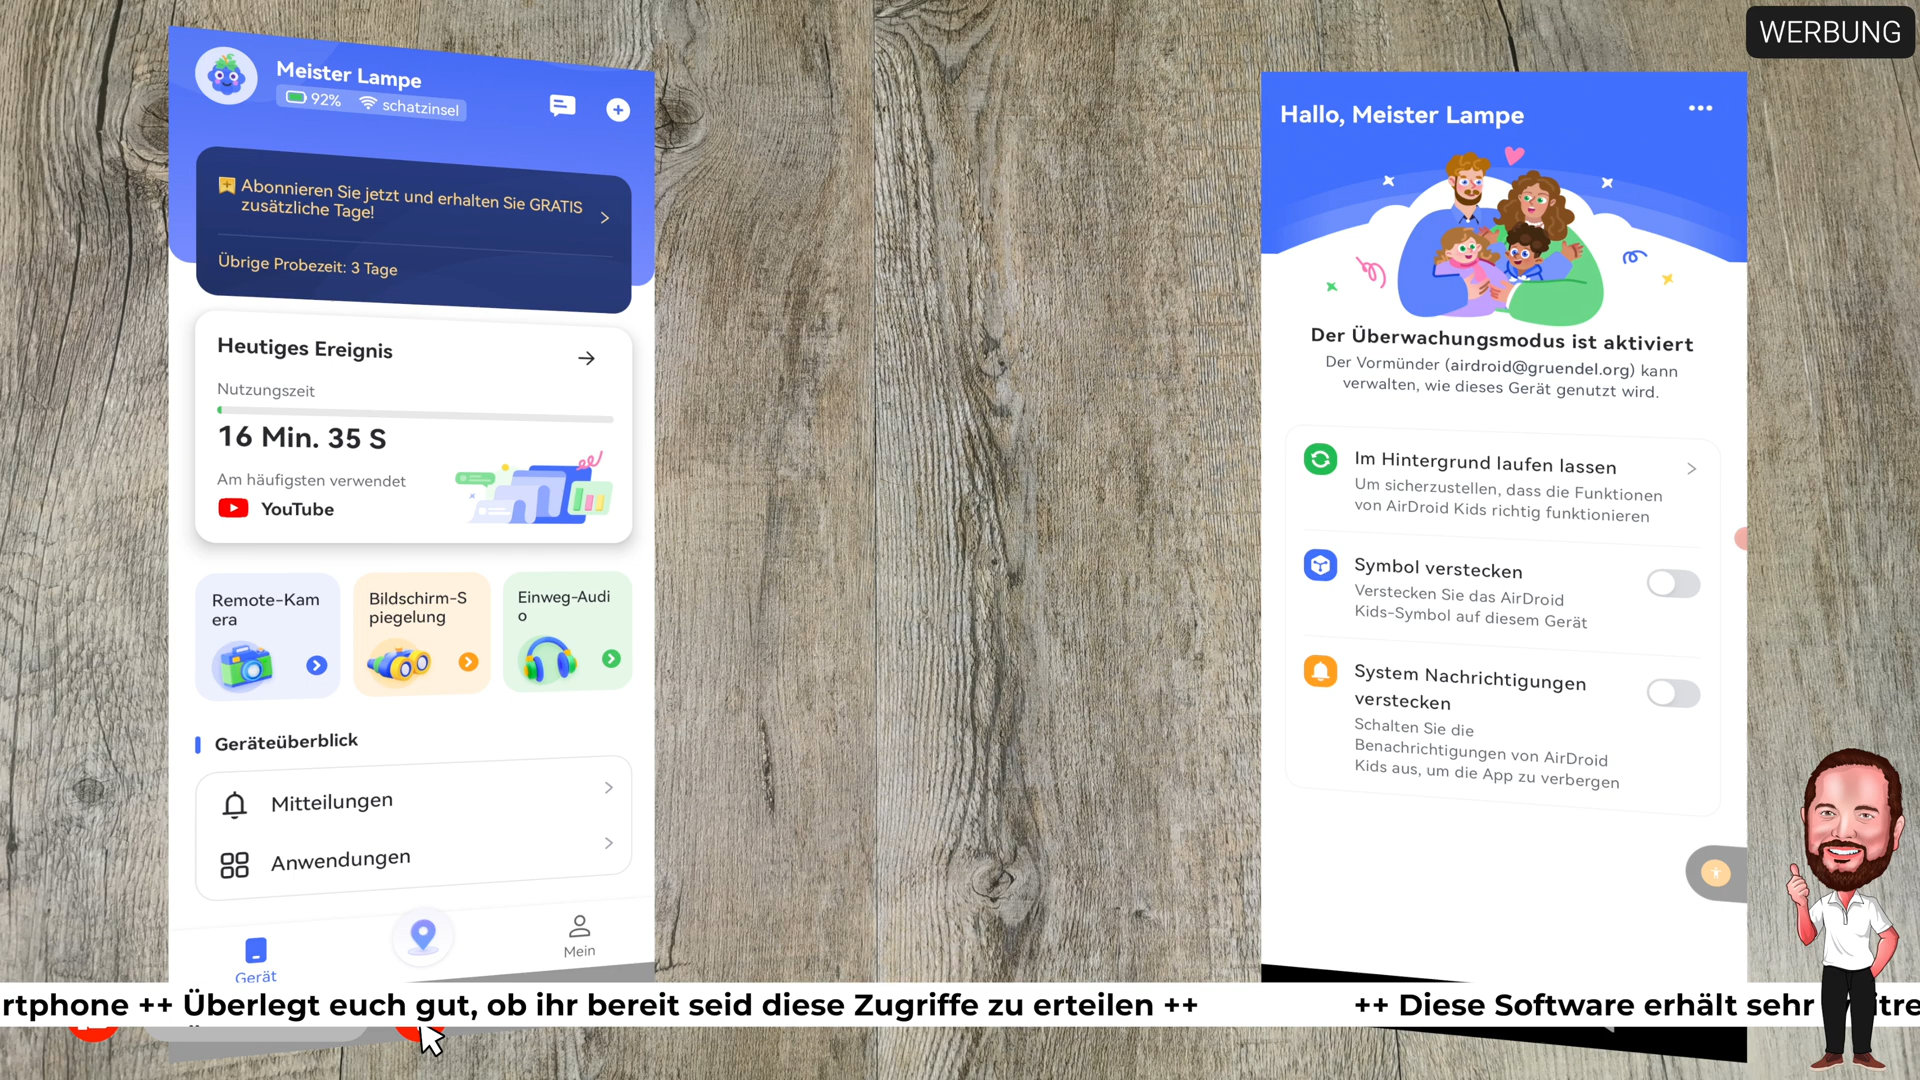 WERBUNG
Meister Lampe
92% schatzinsel
Abonnieren Sie jetzt und erhalten Sie GRATIS
zusätzliche Tage!
Übrige Probezeit: 3 Tage
Heutiges Ereignis
Nutzungszeit
16 Min. 35 S
Am häufigsten verwendet
YouTube
Remote-Kam
era
Bildschirm-S
piegelung
Einweg-Audi
o
Geräteüberblick
Mitteilungen
Anwendungen
Gerät
Mein
Hallo, Meister Lampe
Der Überwachungsmodus ist aktiviert
Der Vormünder (airdroid@gruendel.org) kann
verwalten, wie dieses Gerät genutzt wird.
Im Hintergrund laufen lassen
Um sicherzustellen, dass die Funktionen
von AirDroid Kids richtig funktionieren
Symbol verstecken
Verstecken Sie das AirDroid
Kids-Symbol auf diesem Gerät
System Nachrichtigungen
verstecken
Schalten Sie die
Benachrichtigungen von AirDroid
Kids aus, um die App zu verbergen
rtphone ++ Überlegt euch gut, ob ihr bereit seid diese Zugriffe zu erteilen ++ ++ Diese Software erhält sehr